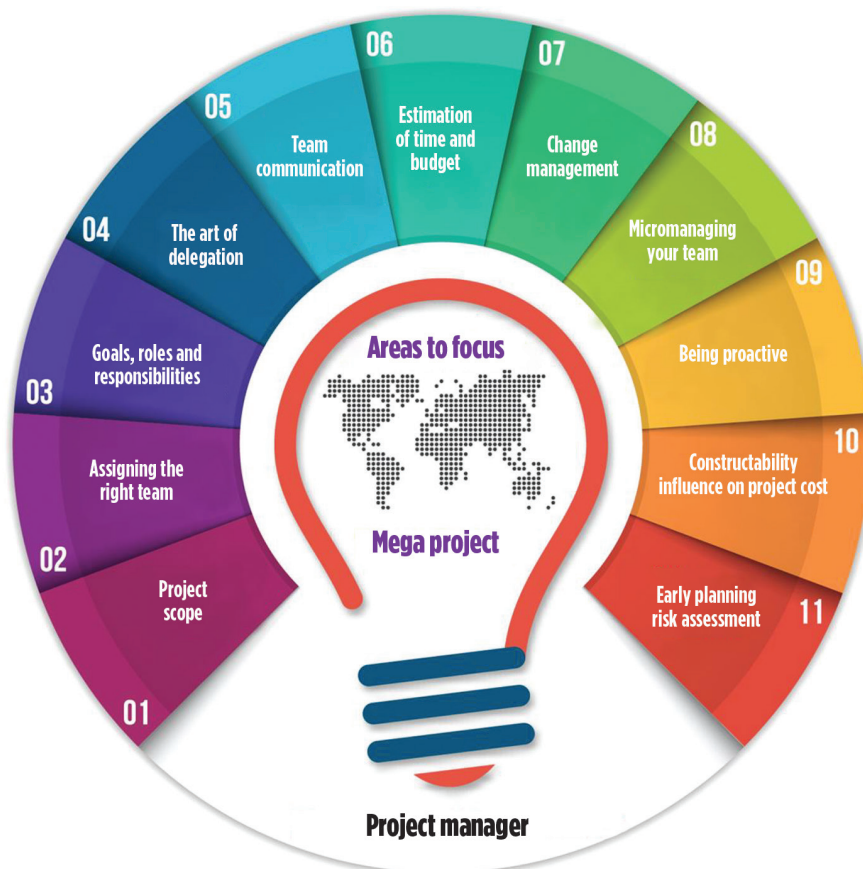 01
Project
scope
02
Assigning the
right team
03
Goals, roles and
responsibilities
04
The art of
delegation
05
Team
communication
06
Estimation
of time and
budget
07
Change
management
08
Micromanaging
your team
09
Being proactive
10
Constructability
influence on project cost
11
Early planning
risk assessment
Areas to focus
Mega project
Project manager